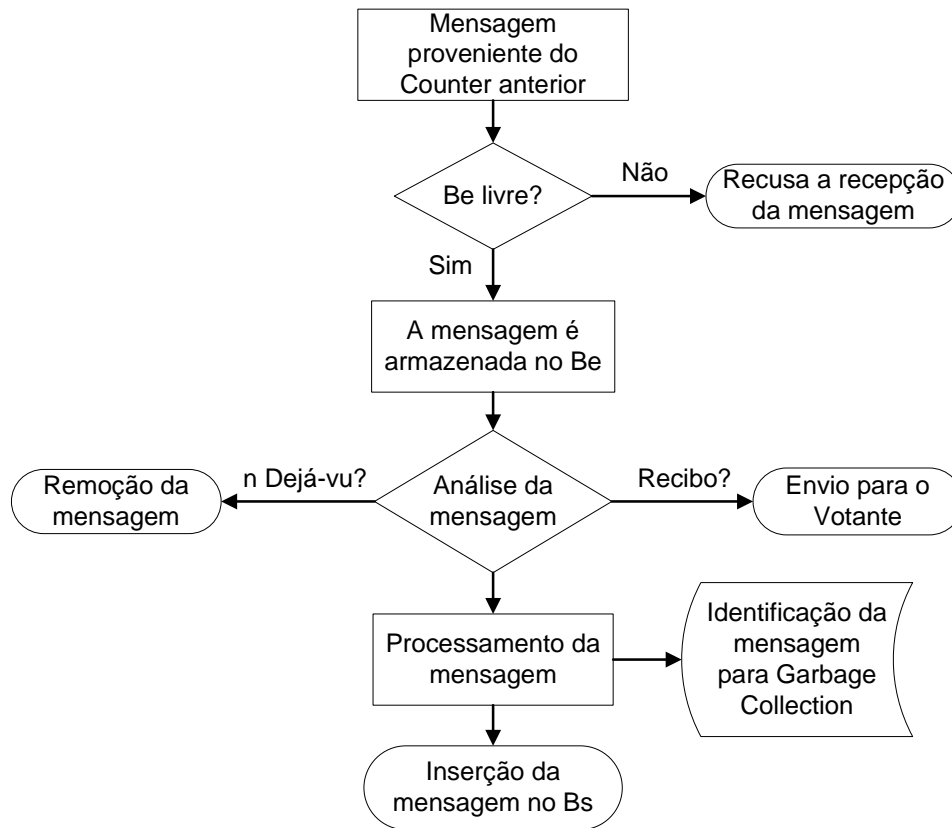 Mensagem
proveniente do
Counter anterior
Be livre?
Não
Recusa a recepção
da mensagem
Sim
A mensagem é
armazenada no Be
Remoção da
mensagem
n Dejá-vu?
Análise da
mensagem
Recibo?
Envio para o
Votante
Processamento da
mensagem
Identificação da
mensagem
para Garbage
Collection
Inserção da
mensagem no Bs